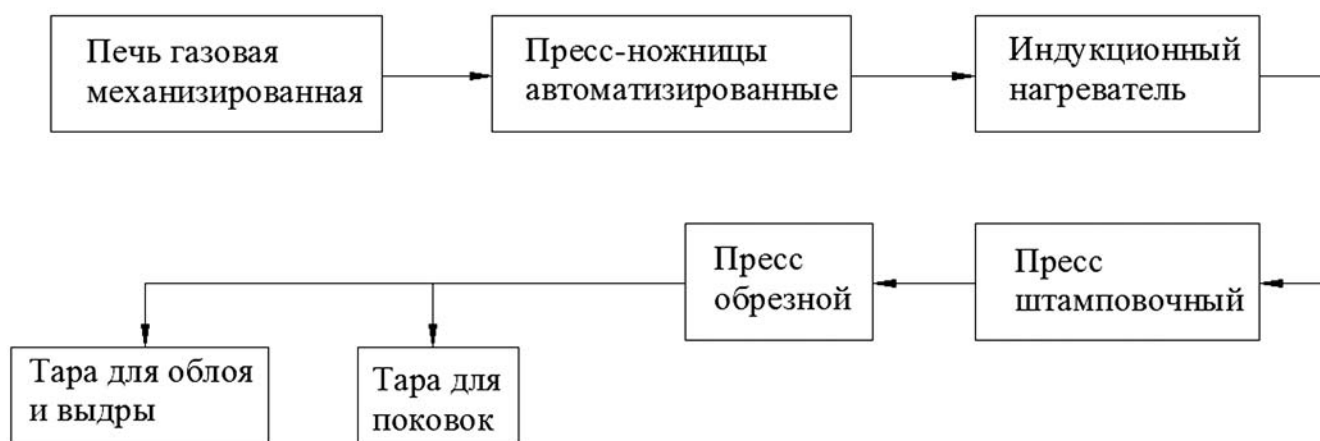 Печь газовая
механизированная
Пресс-ножницы
автоматизированные
Индукционный
нагреватель
Пресс
обрезной
Пресс
штамповочный
Тара для облоя
и выдры
Тара для
поковок